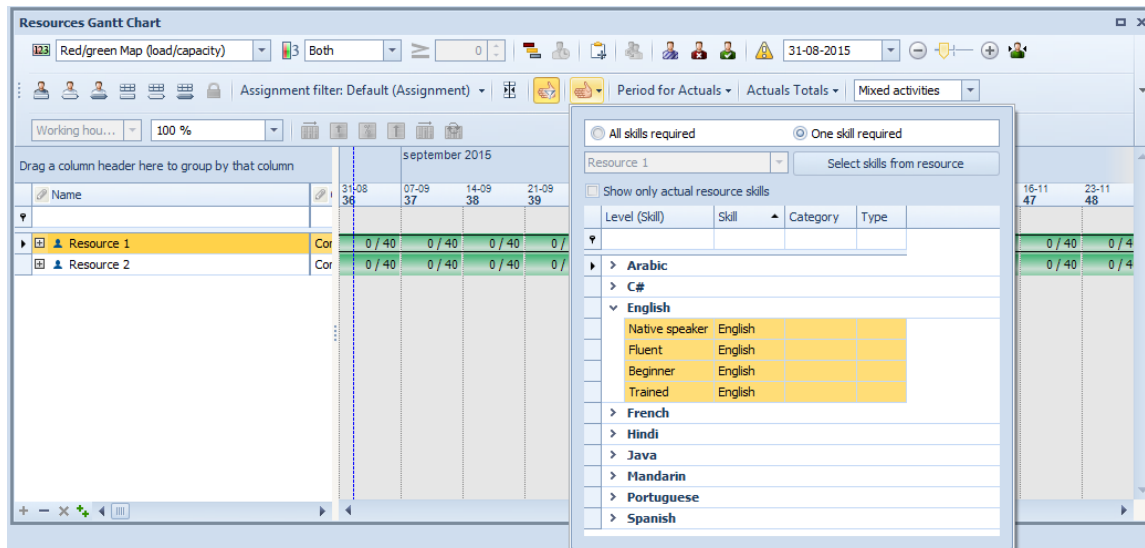 Resources Gantt Chart
123 Red/green Map (load/capacity) 3 Both ≥ 0 31-08-2015
Assignment filter: Default (Assignment) Period for Actuals Actuals Totals Mixed activities
Working hou... 100 %
All skills required One skill required
Resource 1 Select skills from resource
Show only actual resource skills
Drag a column header here to group by that column
september 2015
Name
31-08 07-09 14-09 21-09 16-11 23-11
36 37 38 39 47 48
Level (Skill) Skill Category Type
Resource 1 Cor 0 / 40 0 / 40 0 / 40 0 / 0 / 40 0 / 4
Resource 2 Cor 0 / 40 0 / 40 0 / 40 0 / 0 / 40 0 / 4
Arabic
C#
English
Native speaker English
Fluent English
Beginner English
Trained English
French
Hindi
Java
Mandarin
Portuguese
Spanish